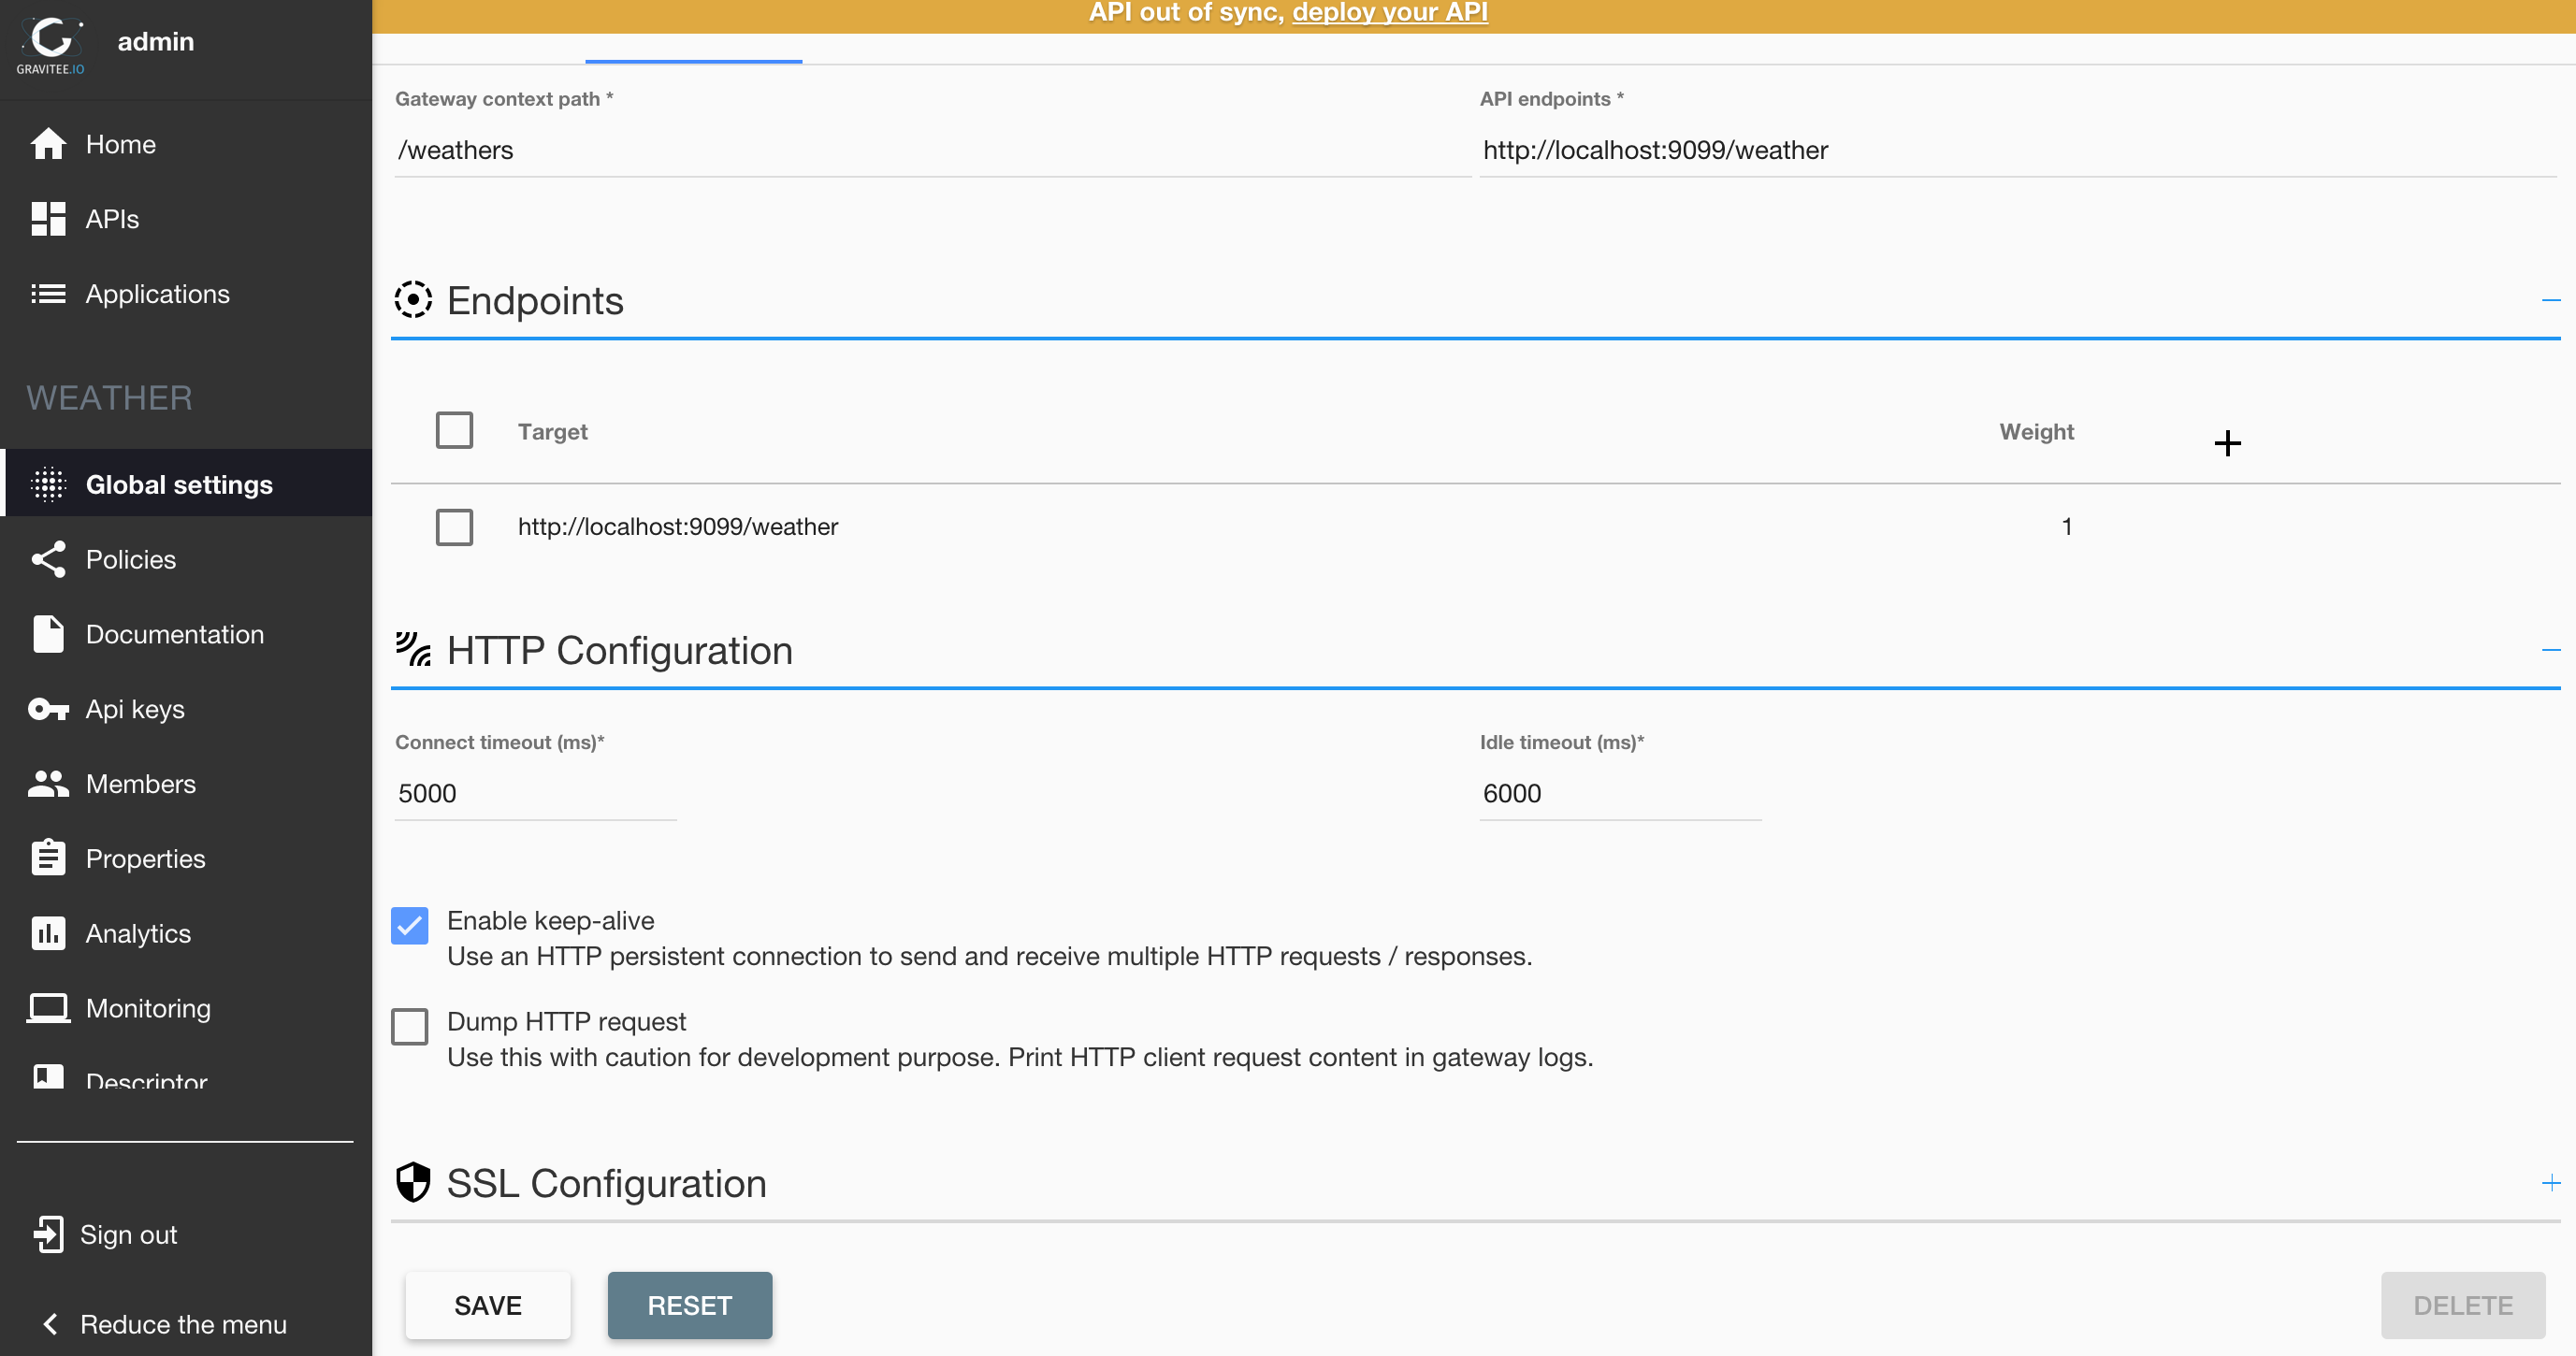 GRAVITEE.IO
admin
Home
APIs
Applications
WEATHER
Global settings
Policies
Documentation
Api keys
Members
Properties
Analytics
Monitoring
Descriptor
Sign out
Reduce the menu
API out of sync, deploy your API
Gateway context path *
API endpoints *
/weathers
http://localhost:9099/weather
Endpoints
Target Weight
http://localhost:9099/weather 1
HTTP Configuration
Connect timeout (ms)*
Idle timeout (ms)*
5000
6000
Enable keep-alive
Use an HTTP persistent connection to send and receive multiple HTTP requests / responses.
Dump HTTP request
Use this with caution for development purpose. Print HTTP client request content in gateway logs.
SSL Configuration
SAVE
RESET
DELETE